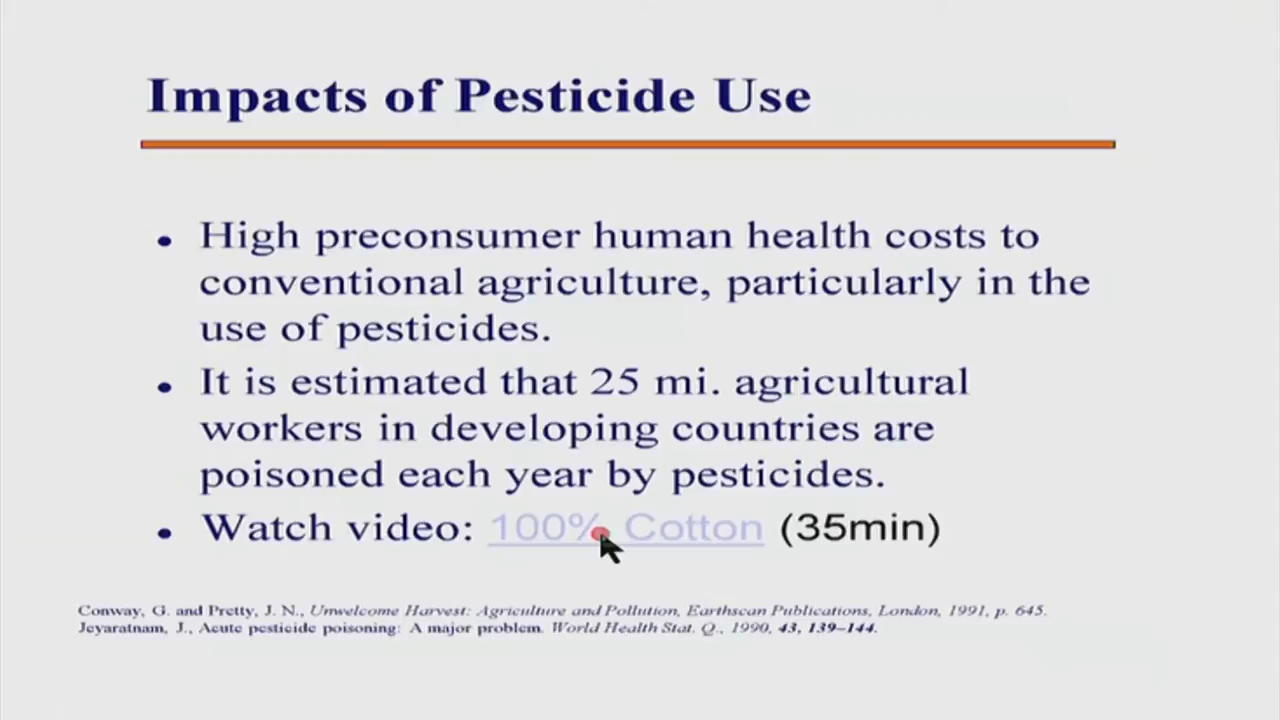 Impacts of Pesticide Use
• High preconsumer human health costs to
conventional agriculture, particularly in the
use of pesticides.
• It is estimated that 25 mi. agricultural
workers in developing countries are
poisoned each year by pesticides.
• Watch video: 100% Cotton (35min)
Conway, G. and Pretty, J. N., Unwelcome Harvest: Agriculture and Pollution, Earthscan Publications, London, 1991, p. 645.
Jeyaratnam, J., Acute pesticide poisoning: A major problem. World Health Stat. Q., 1990, 43, 139–144.